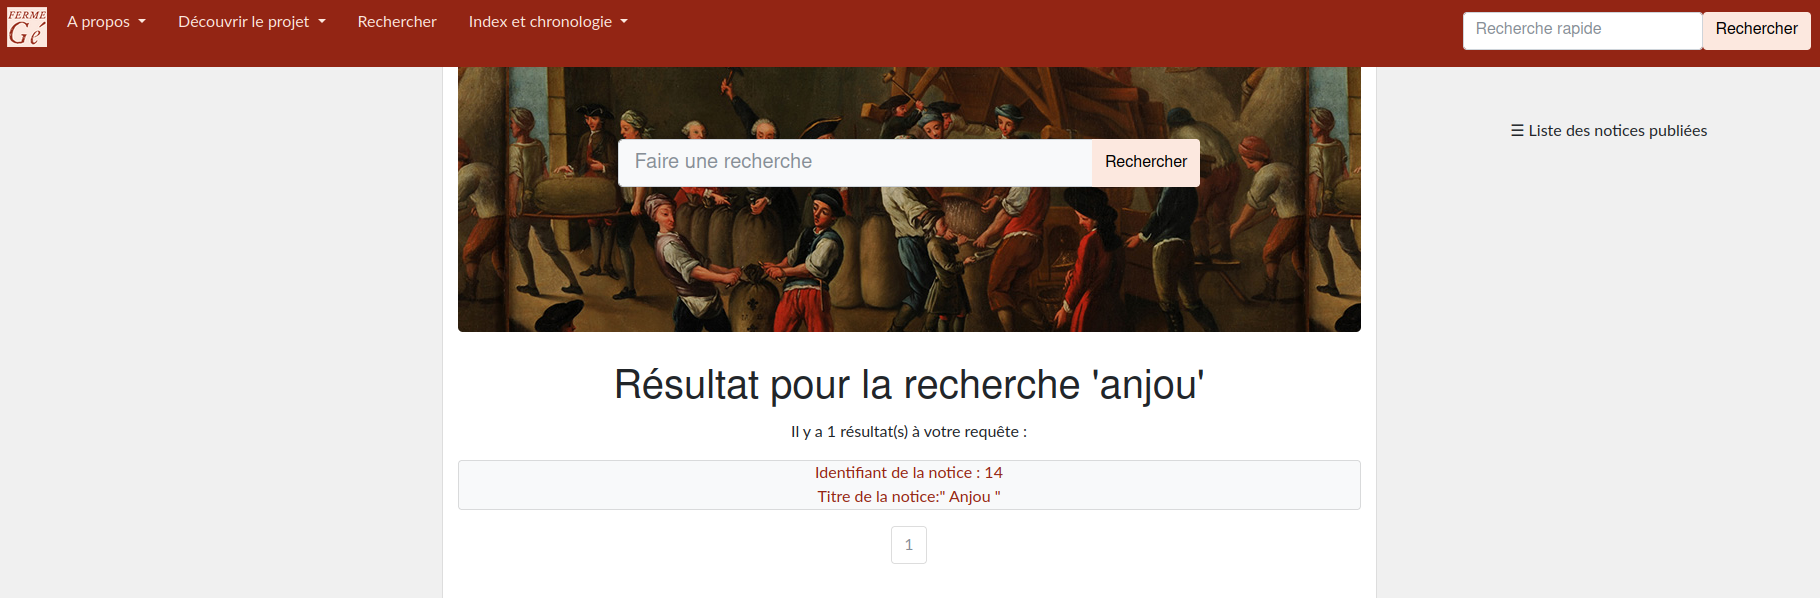 FERME
Gé
A propos
Découvrir le projet
Rechercher
Index et chronologie
Recherche rapide
Rechercher
☰ Liste des notices publiées
Faire une recherche
Rechercher
Résultat pour la recherche 'anjou'
Il y a 1 résultat(s) à votre requête :
Identifiant de la notice : 14
Titre de la notice:" Anjou "
1